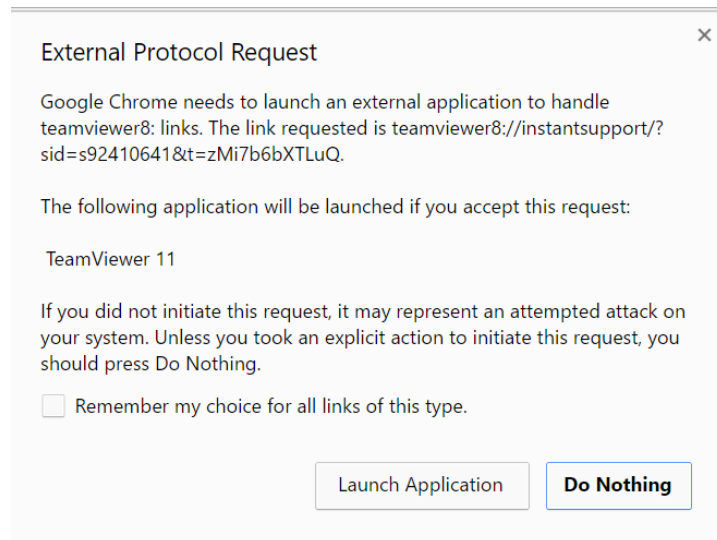 External Protocol Request
Google Chrome needs to launch an external application to handle
teamviewer8: links. The link requested is teamviewer8://instantsupport/?
sid=s92410641&t=zMi7b6bXTLuQ.
The following application will be launched if you accept this request:
TeamViewer 11
If you did not initiate this request, it may represent an attempted attack on
your system. Unless you took an explicit action to initiate this request, you
should press Do Nothing.
Remember my choice for all links of this type.
Launch Application
Do Nothing